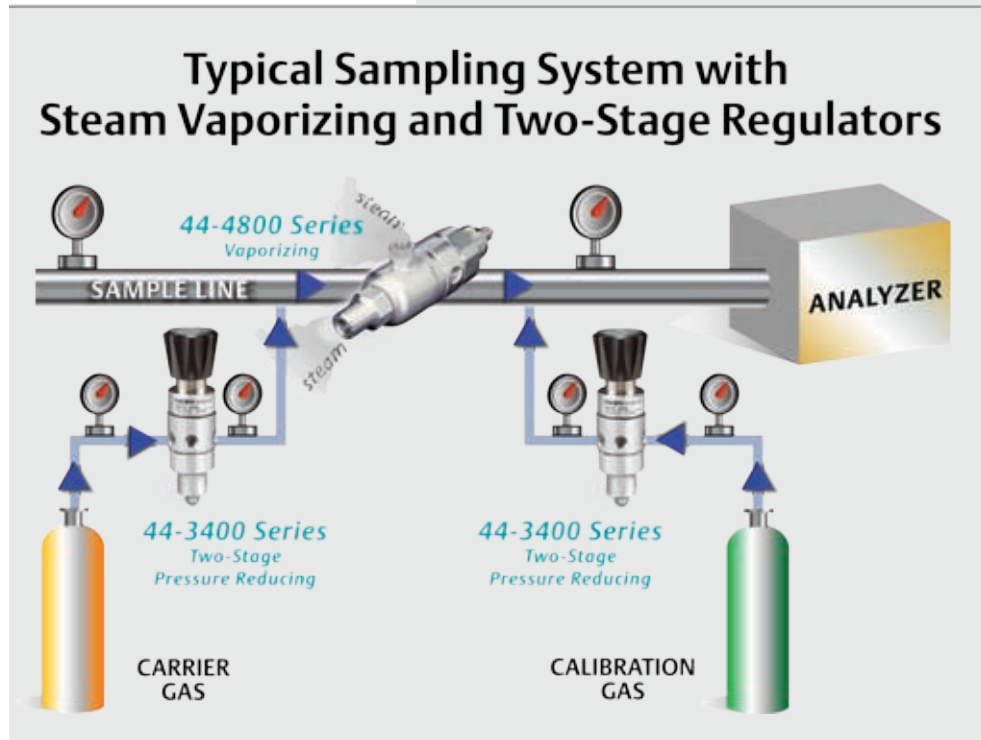 Typical Sampling System with
Steam Vaporizing and Two-Stage Regulators
44-4800 Series
Vaporizing
steam
SAMPLE LINE
ANALYZER
steam
44-3400 Series
Two-Stage
Pressure Reducing
44-3400 Series
Two-Stage
Pressure Reducing
CARRIER
GAS
CALIBRATION
GAS